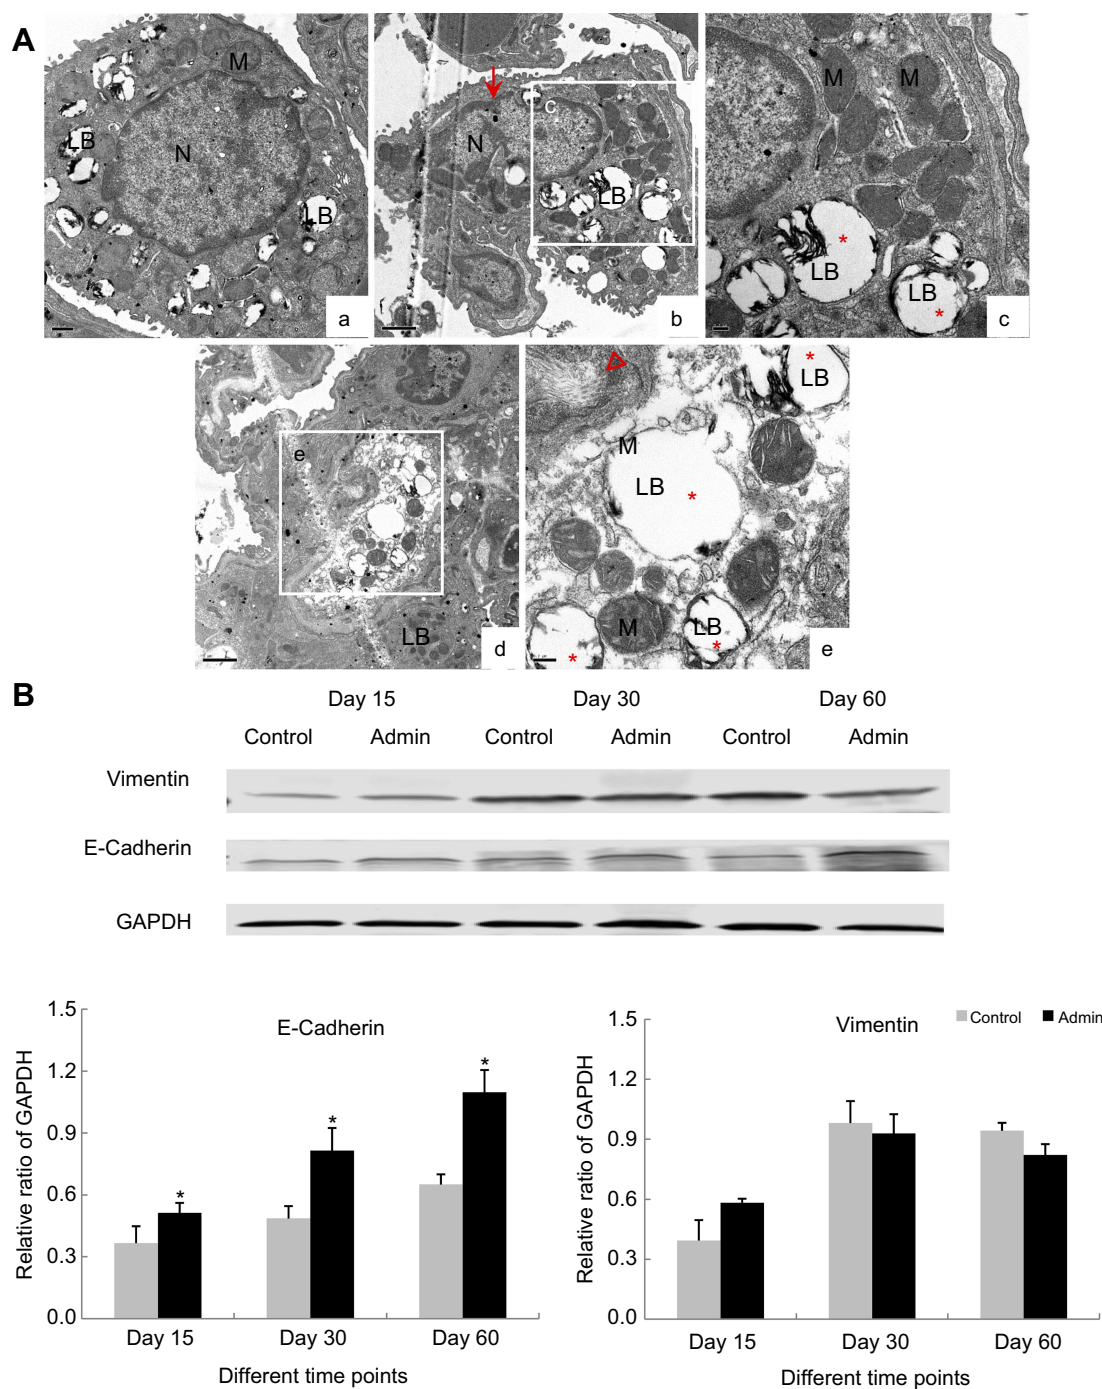 A
M
LB
N
LB
a
N
c
LB
b
M
M
LB
LB
c
e
LB
d
LB
M
LB
M
LB
e
B
Day 15
Day 30
Day 60
Control
Admin
Control
Admin
Control
Admin
Vimentin
E-Cadherin
GAPDH
E-Cadherin
Relative ratio of GAPDH
1.5
1.2
0.9
0.6
0.3
0.0
*
*
*
Day 15
Day 30
Day 60
Different time points
Vimentin
Control
Admin
Relative ratio of GAPDH
1.5
1.2
0.9
0.6
0.3
0.0
Day 15
Day 30
Day 60
Different time points